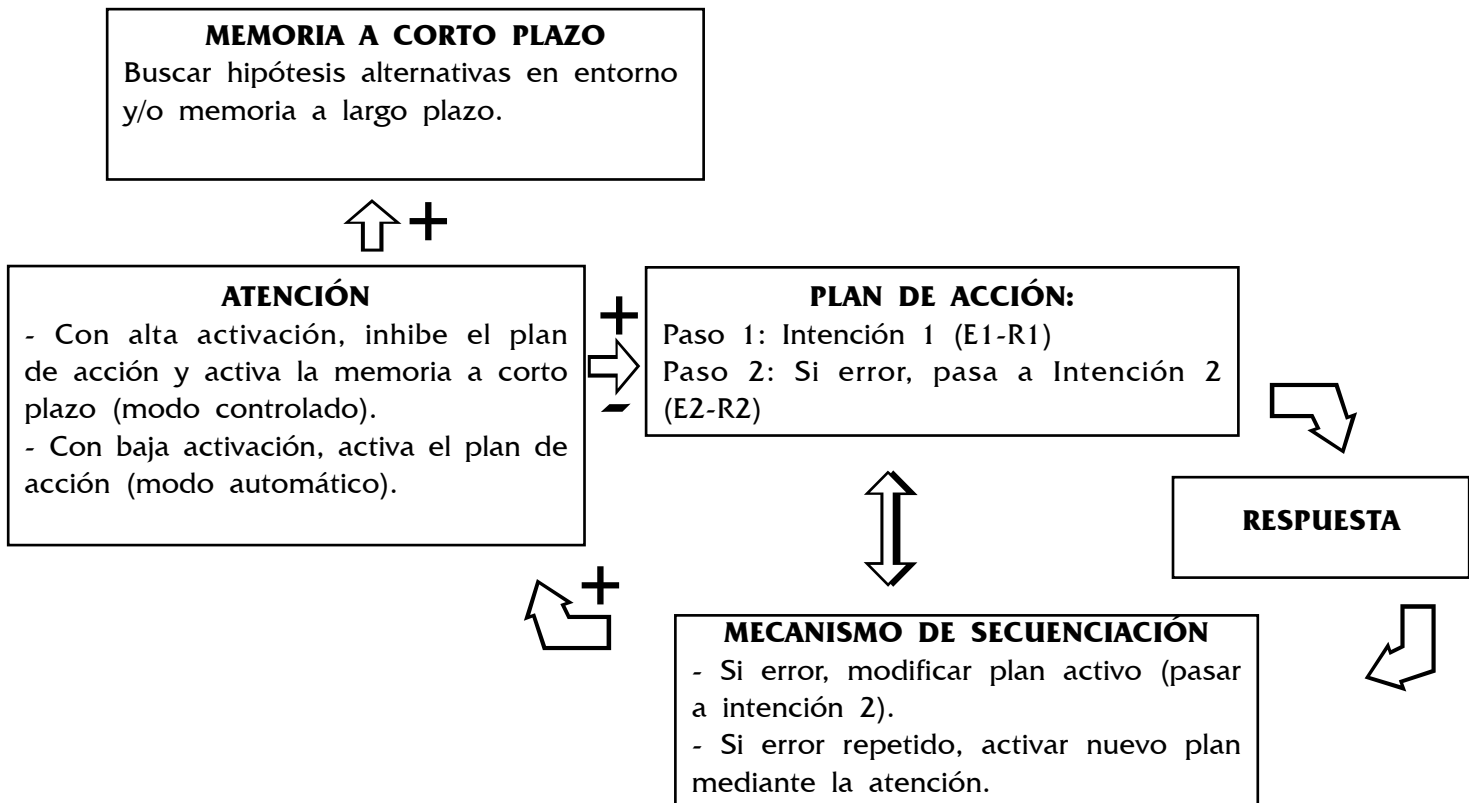 MEMORIA A CORTO PLAZO
Buscar hipótesis alternativas en entorno
y/o memoria a largo plazo.
+
ATENCIÓN
- Con alta activación, inhibe el plan
de acción y activa la memoria a corto
plazo (modo controlado).
- Con baja activación, activa el plan de
acción (modo automático).
+
-
PLAN DE ACCIÓN:
Paso 1: Intención 1 (E1-R1)
Paso 2: Si error, pasa a Intención 2
(E2-R2)
RESPUESTA
+
MECANISMO DE SECUENCIACIÓN
- Si error, modificar plan activo (pasar
a intención 2).
- Si error repetido, activar nuevo plan
mediante la atención.